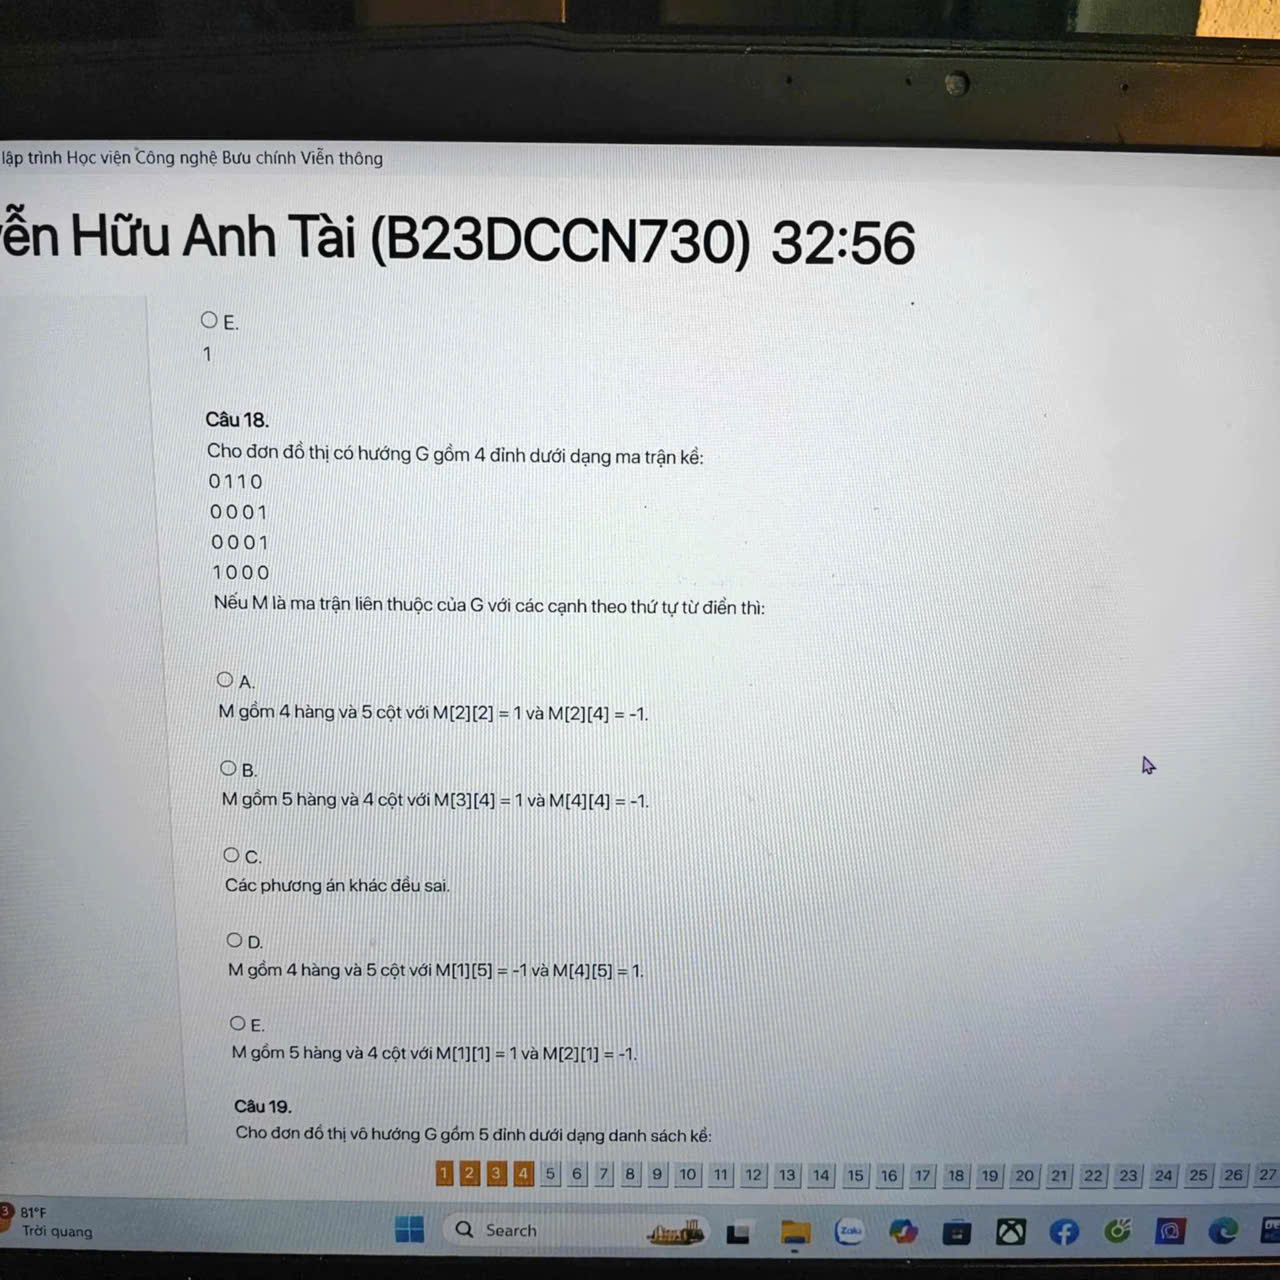 lập trình Học viện Công nghệ Bưu chính Viễn thông
ễn Hữu Anh Tài (B23DCCN730) 32:56
E.
1
Câu 18.
Cho đơn đồ thị có hướng G gồm 4 đỉnh dưới dạng ma trận kề:
0 1 1 0
0 0 0 1
0 0 0 1
1 0 0 0
Nếu M là ma trận liên thuộc của G với các cạnh theo thứ tự từ điển thì:
A.
M gồm 4 hàng và 5 cột với M[2][2] = 1 và M[2][4] = -1.
B.
M gồm 5 hàng và 4 cột với M[3][4] = 1 và M[4][4] = -1.
C.
Các phương án khác đều sai.
D.
M gồm 4 hàng và 5 cột với M[1][5] = -1 và M[4][5] = 1.
E.
M gồm 5 hàng và 4 cột với M[1][1] = 1 và M[2][1] = -1.
Câu 19.
Cho đơn đồ thị vô hướng G gồm 5 đỉnh dưới dạng danh sách kề:
1 2 3 4 5 6 7 8 9 10 11 12 13 14 15 16 17 18 19 20 21 22 23 24 25 26 27
3 81°F
Trời quang
Search
Zalo